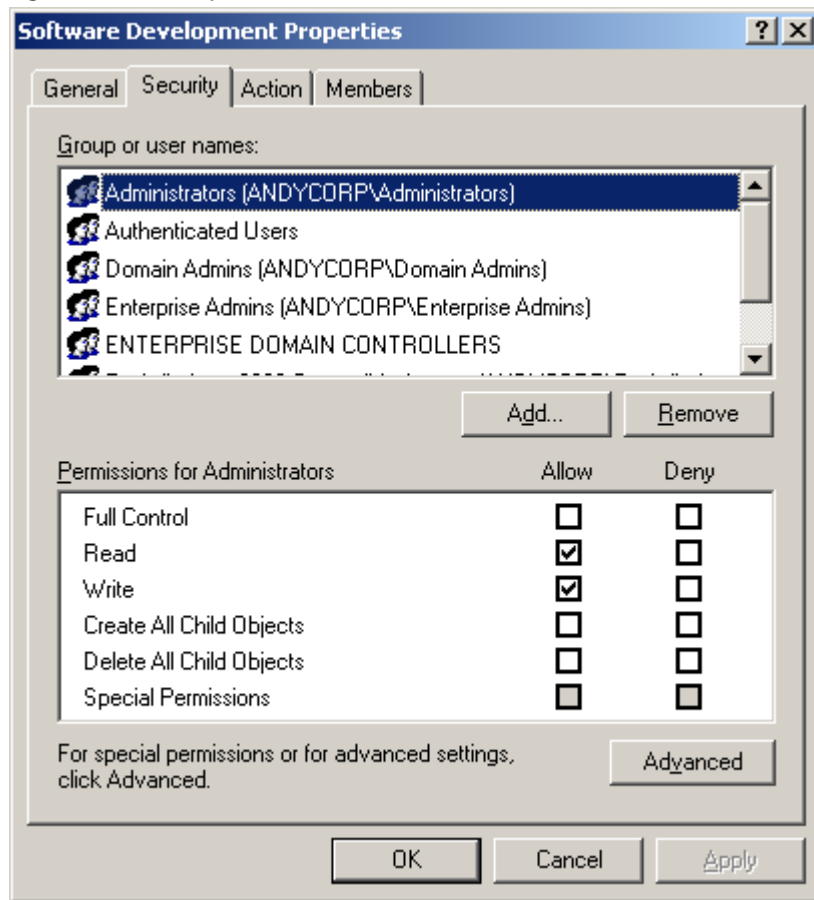 Software Development Properties
General Security Action Members
Group or user names:
Administrators (ANDYCORP\Administrators)
Authenticated Users
Domain Admins (ANDYCORP\Domain Admins)
Enterprise Admins (ANDYCORP\Enterprise Admins)
ENTERPRISE DOMAIN CONTROLLERS
Add... Remove
Permissions for Administrators Allow Deny
Full Control
Read
Write
Create All Child Objects
Delete All Child Objects
Special Permissions
For special permissions or for advanced settings,
click Advanced.
Advanced
OK Cancel Apply